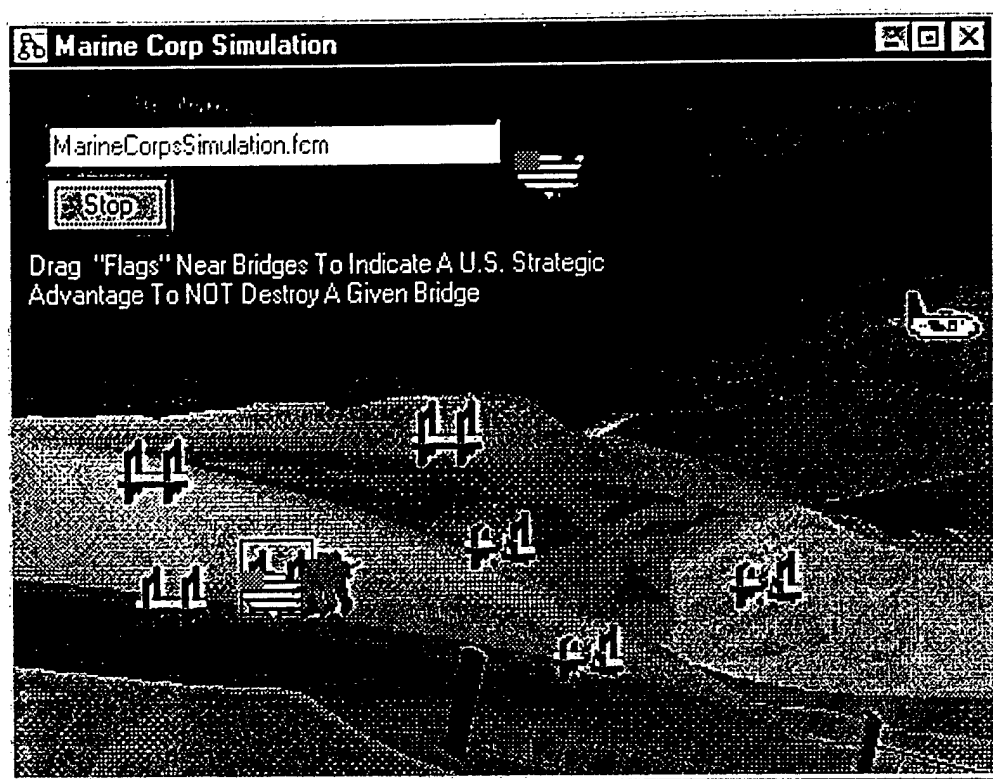 Marine Corp Simulation
MarineCorpsSimulation.fcm
Stop
Drag "Flags" Near Bridges To Indicate A U.S. Strategic
Advantage To NOT Destroy A Given Bridge